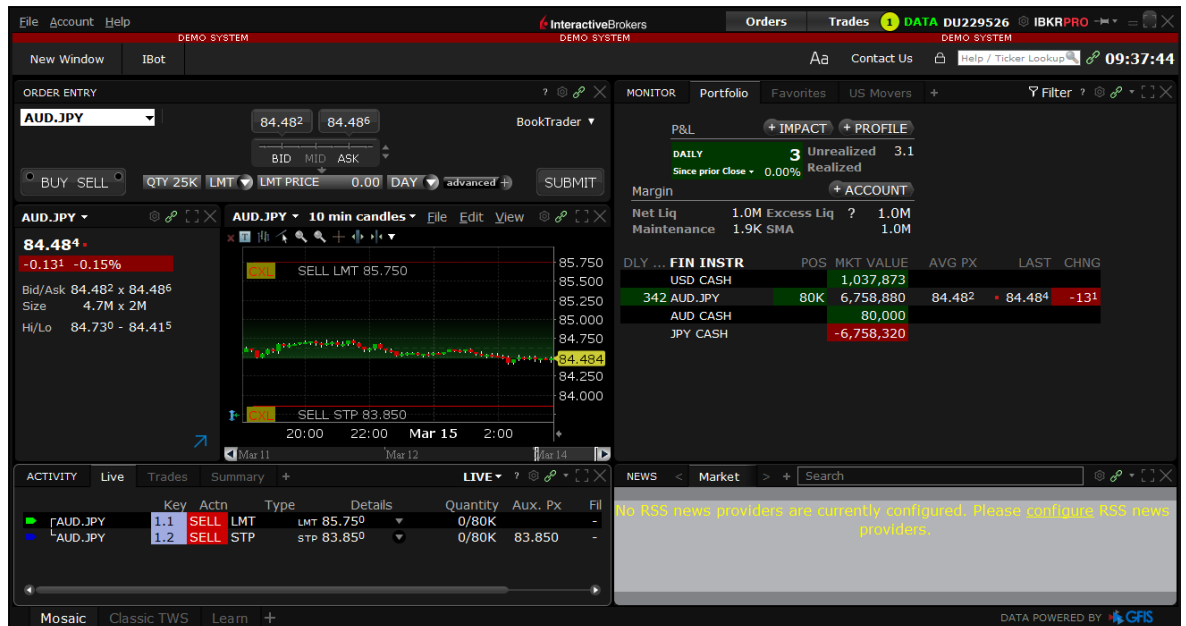 File Account Help
InteractiveBrokers
Orders Trades 1 DATA DU229526 IBKRPRO
DEMO SYSTEM DEMO SYSTEM DEMO SYSTEM
New Window IBot
Aa Contact Us Help / Ticker Lookup 09:37:44
ORDER ENTRY ?
AUD.JPY
84.48² 84.48⁶
BookTrader
BID MID ASK
BUY SELL QTY 25K LMT LMT PRICE 0.00 DAY advanced + SUBMIT
MONITOR Portfolio Favorites US Movers + Filter ?
P&L + IMPACT + PROFILE
DAILY 3 Unrealized 3.1
Since prior Close 0.00% Realized
Margin + ACCOUNT
Net Liq 1.0M Excess Liq ? 1.0M
Maintenance 1.9K SMA 1.0M
DLY ... FIN INSTR POS MKT VALUE AVG PX LAST CHNG
USD CASH 1,037,873
342 AUD.JPY 80K 6,758,880 84.48² 84.48⁴ -13¹
AUD CASH 80,000
JPY CASH -6,758,320
AUD.JPY
84.48⁴
-0.13¹ -0.15%
Bid/Ask 84.48² x 84.48⁶
Size 4.7M x 2M
Hi/Lo 84.73⁰ - 84.41⁵
AUD.JPY 10 min candles File Edit View
T
CXL SELL LMT 85.750
85.750
85.500
85.250
85.000
84.750
84.484
84.250
84.000
CXL SELL STP 83.850
20:00 22:00 Mar 15 2:00
Mar 11 Mar 12 Mar 14
ACTIVITY Live Trades Summary + LIVE ?
Key Actn Type Details Quantity Aux. Px Fil
AUD.JPY 1.1 SELL LMT LMT 85.75⁰ 0/80K -
AUD.JPY 1.2 SELL STP STP 83.85⁰ 0/80K 83.850 -
NEWS < Market > + Search
No RSS news providers are currently configured. Please configure RSS news
providers.
Mosaic Classic TWS Learn +
DATA POWERED BY GFIS